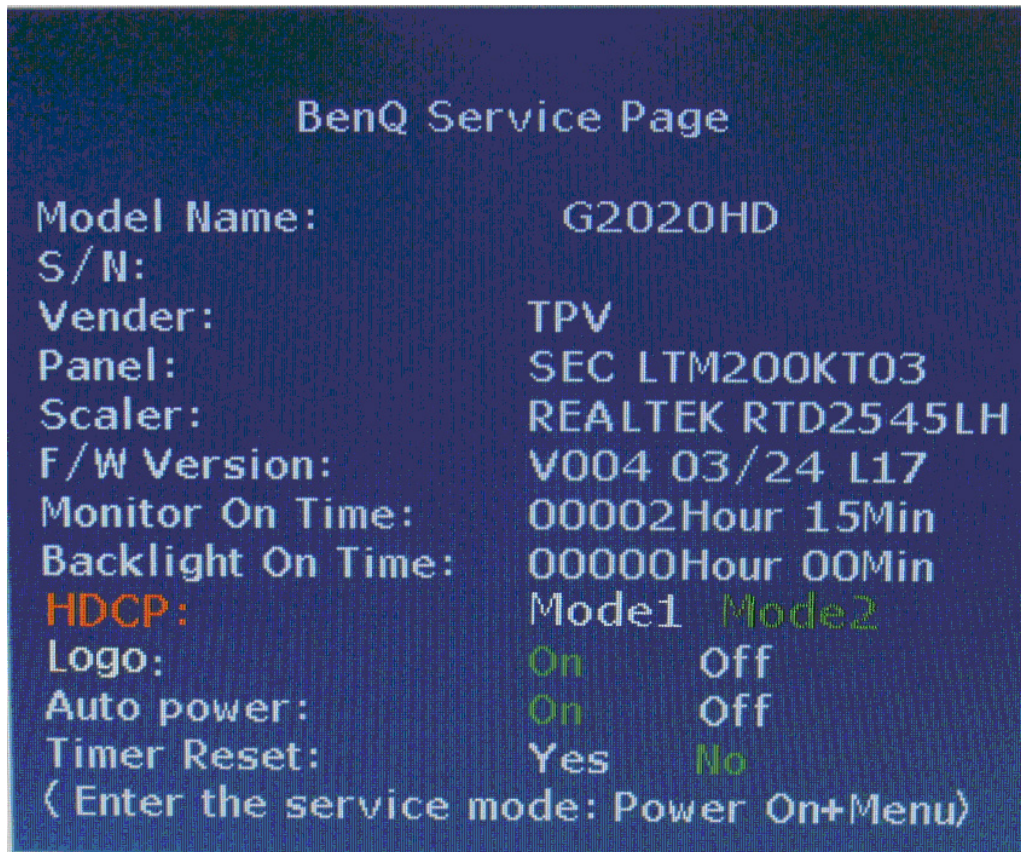 BenQ Service Page
Model Name: G2020HD
S/N:
Vender: TPV
Panel: SEC LTM200KT03
Scaler: REALTEK RTD2545LH
F/W Version: V004 03/24 L17
Monitor On Time: 00002Hour 15Min
Backlight On Time: 00000Hour 00Min
HDCP: Mode1 Mode2
Logo: On Off
Auto power: On Off
Timer Reset: Yes No
(Enter the service mode: Power On+Menu)